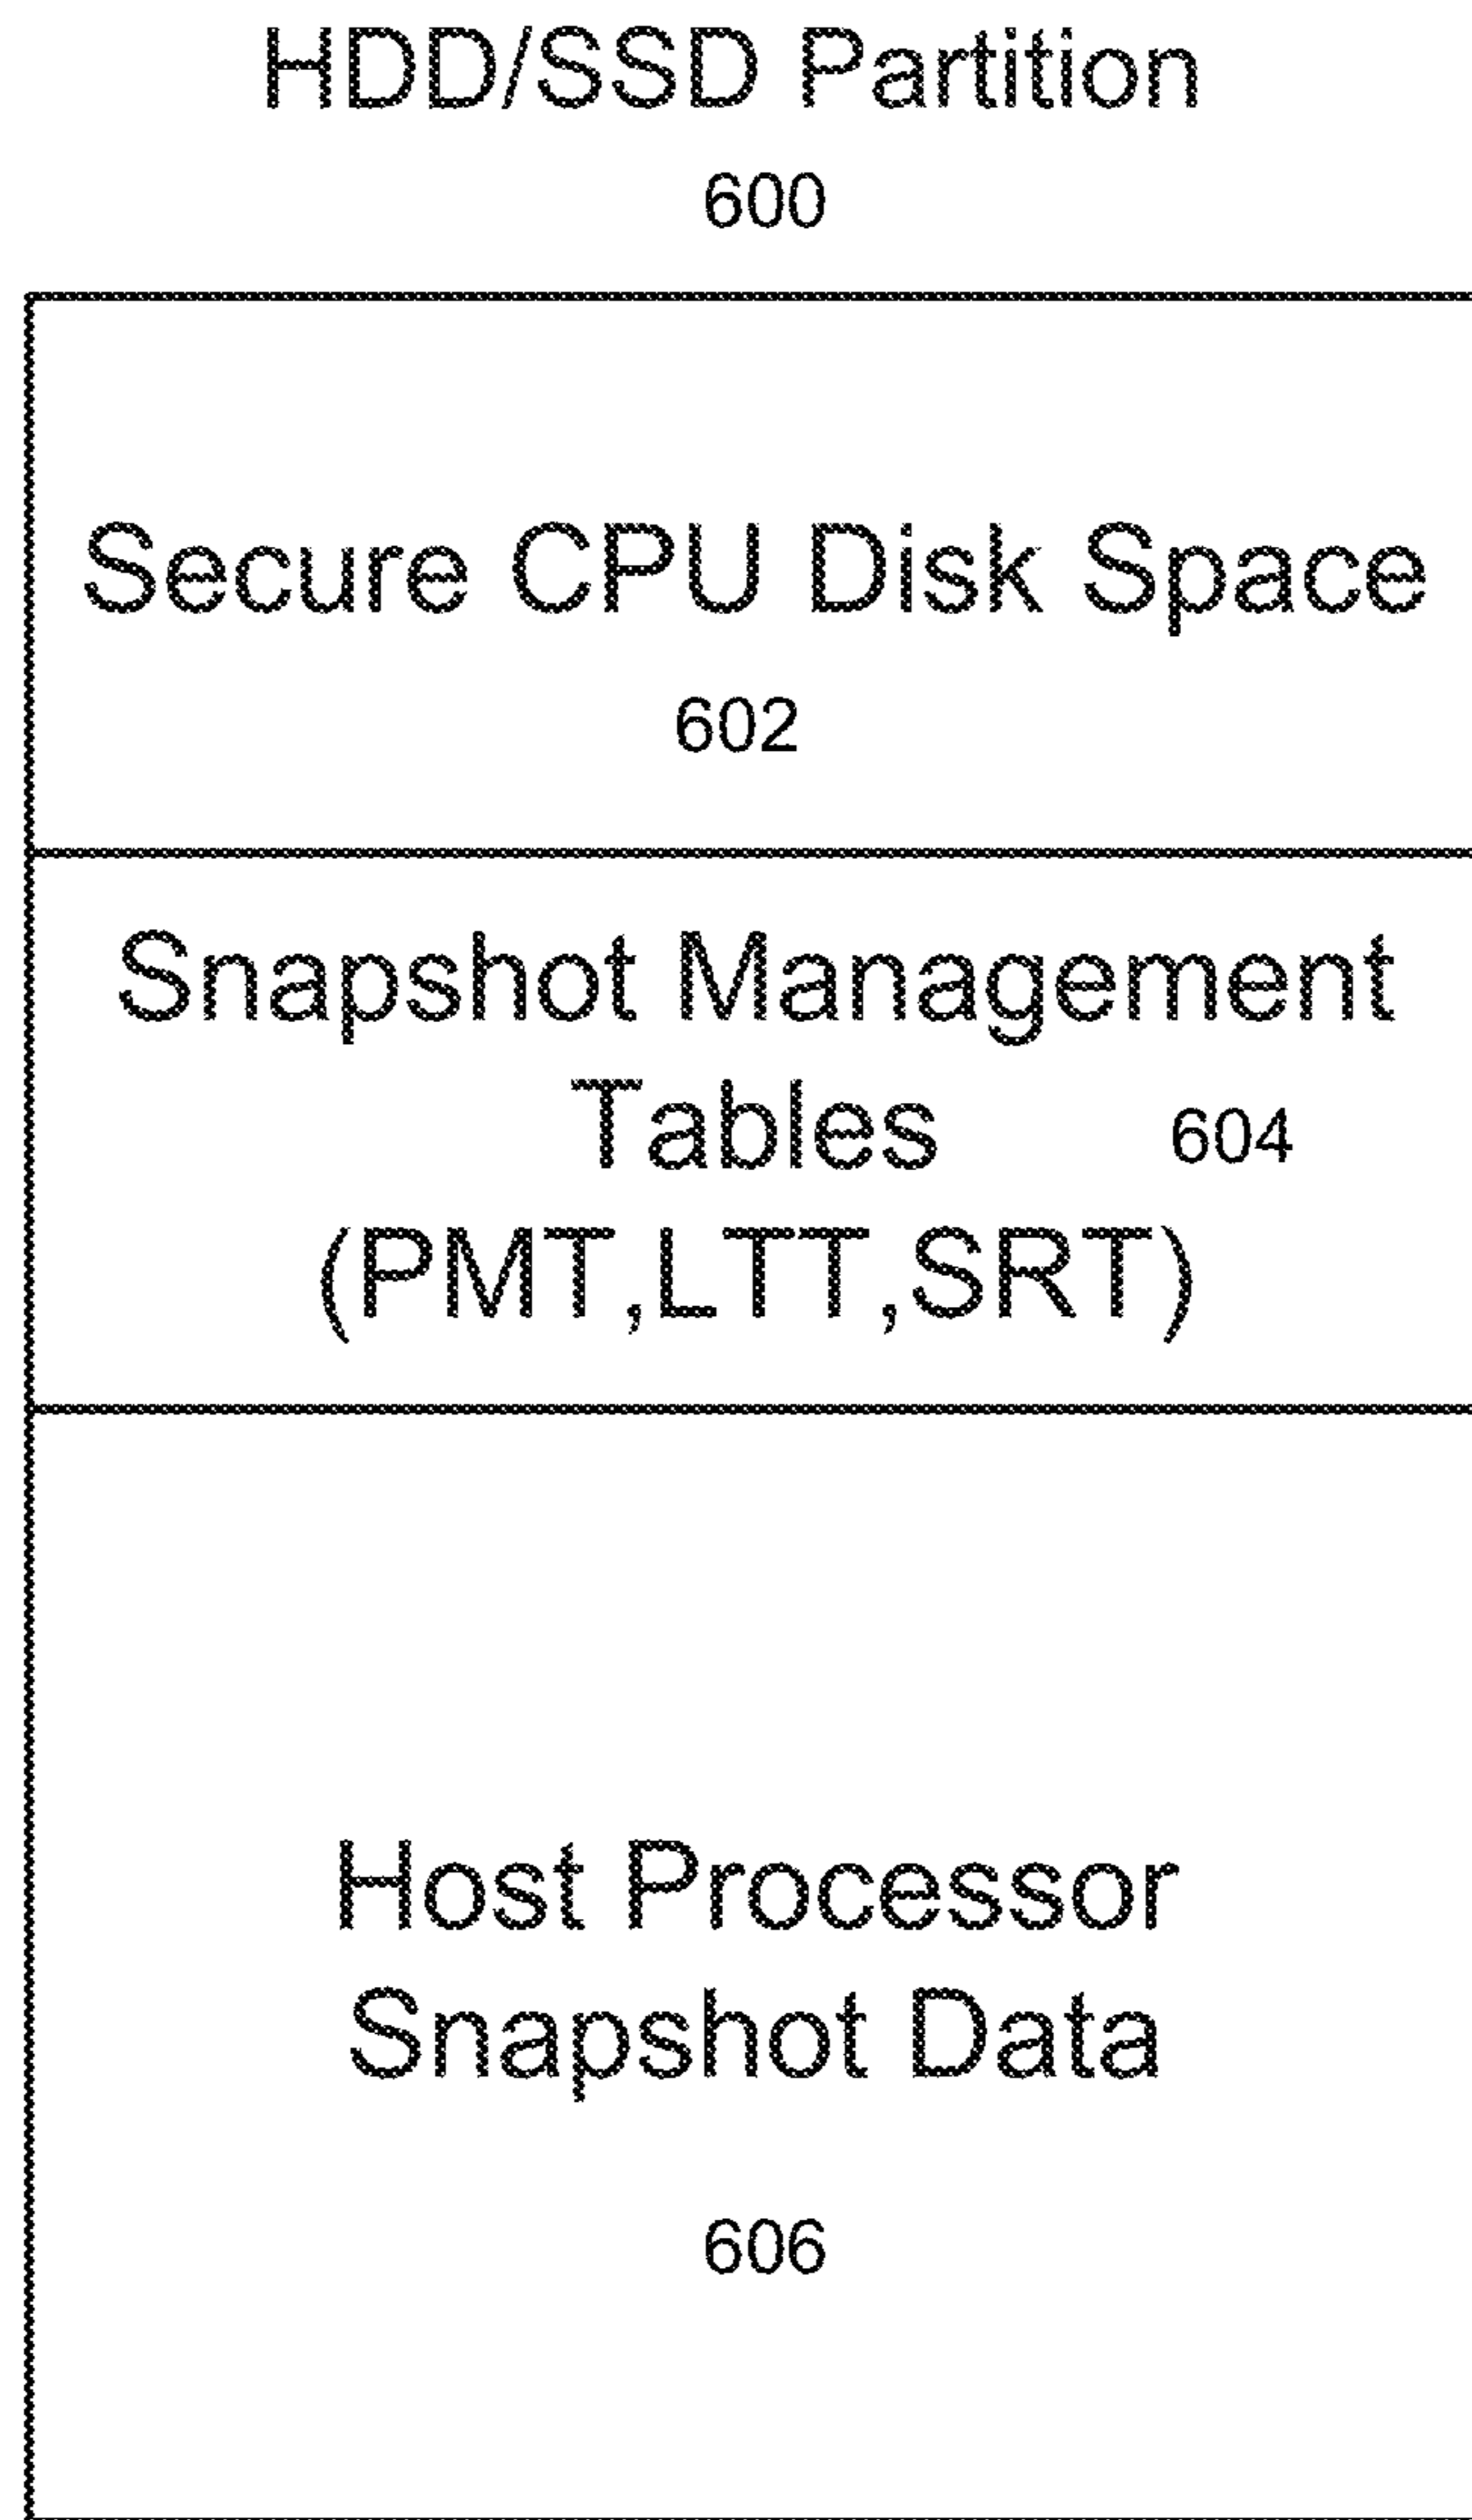 HDD/SSD Partition
600
Secure CPU Disk Space
602
Snapshot Management
Tables 604
(PMT,LTT,SRT)
Host Processor
Snapshot Data
606